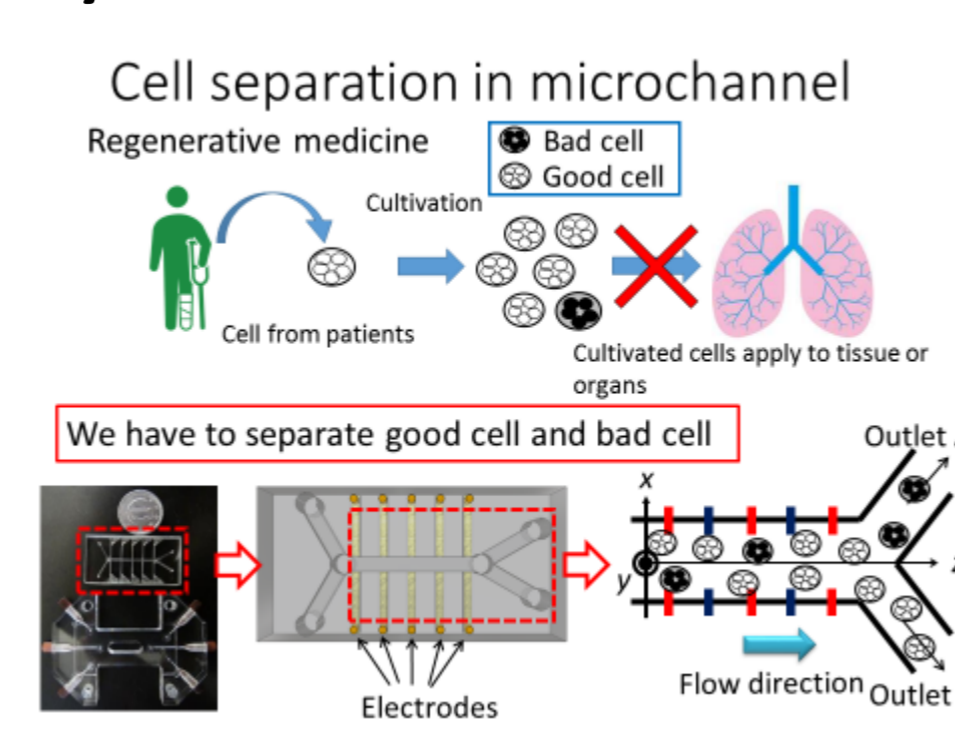 Cell separation in microchannel
Regenerative medicine
Bad cell
Good cell
Cultivation
Cell from patients
Cultivated cells apply to tissue or
organs
We have to separate good cell and bad cell
Outlet
x
y
Flow direction
Outlet
Electrodes